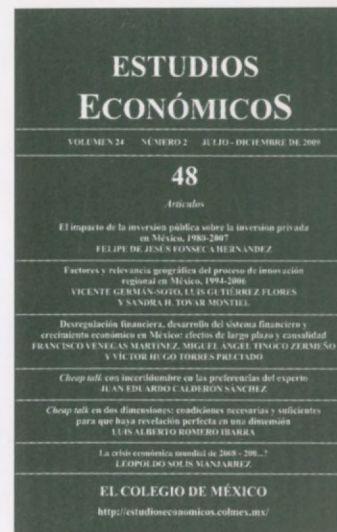 ESTUDIOS
ECONÓMICOS
VOLUMEN 24 NÚMERO 2 JULIO - DICIEMBRE DE 2009
48
Artículos
El impacto de la inversión pública sobre la inversión privada
en México, 1980-2007
FELIPE DE JESÚS FONSECA HERNÁNDEZ
Factores y relevancia geográfica del proceso de innovación
regional en México, 1994-2006
VICENTE GERMÁN-SOTO, LUIS GUTIÉRREZ FLORES
Y SANDRA H. TOVAR MONTIEL
Desregulación financiera, desarrollo del sistema financiero y
crecimiento económico en México: efectos de largo plazo y causalidad
FRANCISCO VENEGAS MARTÍNEZ, MIGUEL ANGEL TINOCO ZERMEÑO
Y VÍCTOR HUGO TORRES PRECIADO
Cheap talk con incertidumbre en las preferencias del experto
JUAN EDUARDO CALDERÓN SÁNCHEZ
Cheap talk en dos dimensiones: condiciones necesarias y suficientes
para que haya revelación perfecta en una dimensión
LUIS ALBERTO ROMERO IBARRA
La crisis económica mundial de 2008 - 200...?
LEOPOLDO SOLÍS MANJARREZ
EL COLEGIO DE MÉXICO
http://estudioseconomicos.colmex.mx/